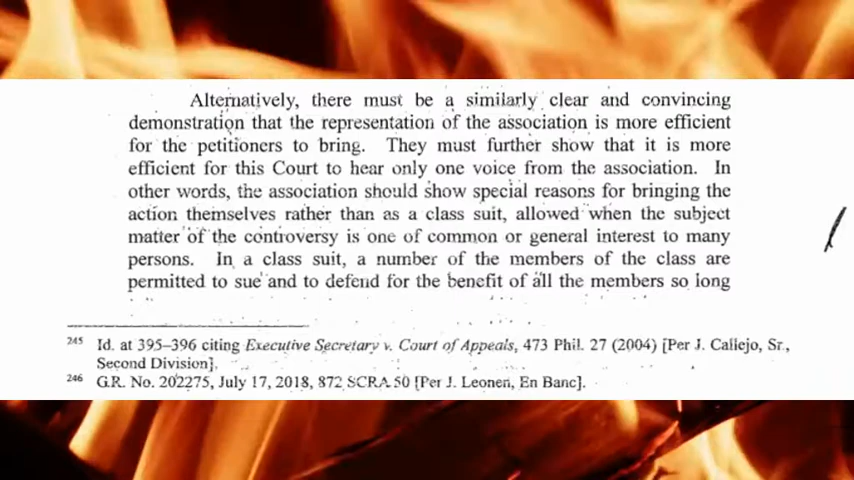 Alternatively, there must be a similarly clear and convincing
demonstration that the representation of the association is more efficient
for the petitioners to bring. They must further show that it is more
efficient for this Court to hear only one voice from the association. In
other words, the association should show special reasons for bringing the
action themselves rather than as a class suit, allowed when the subject
matter of the controversy is one of common or general interest to many
persons. In a class suit, a number of the members of the class are
permitted to sue and to defend for the benefit of all the members so long
245 Id. at 395–396 citing Executive Secretary v. Court of Appeals, 473 Phil. 27 (2004) [Per J. Callejo, Sr.,
Second Division].
246 G.R. No. 202275, July 17, 2018, 872 SCRA 50 [Per J. Leonen, En Banc].